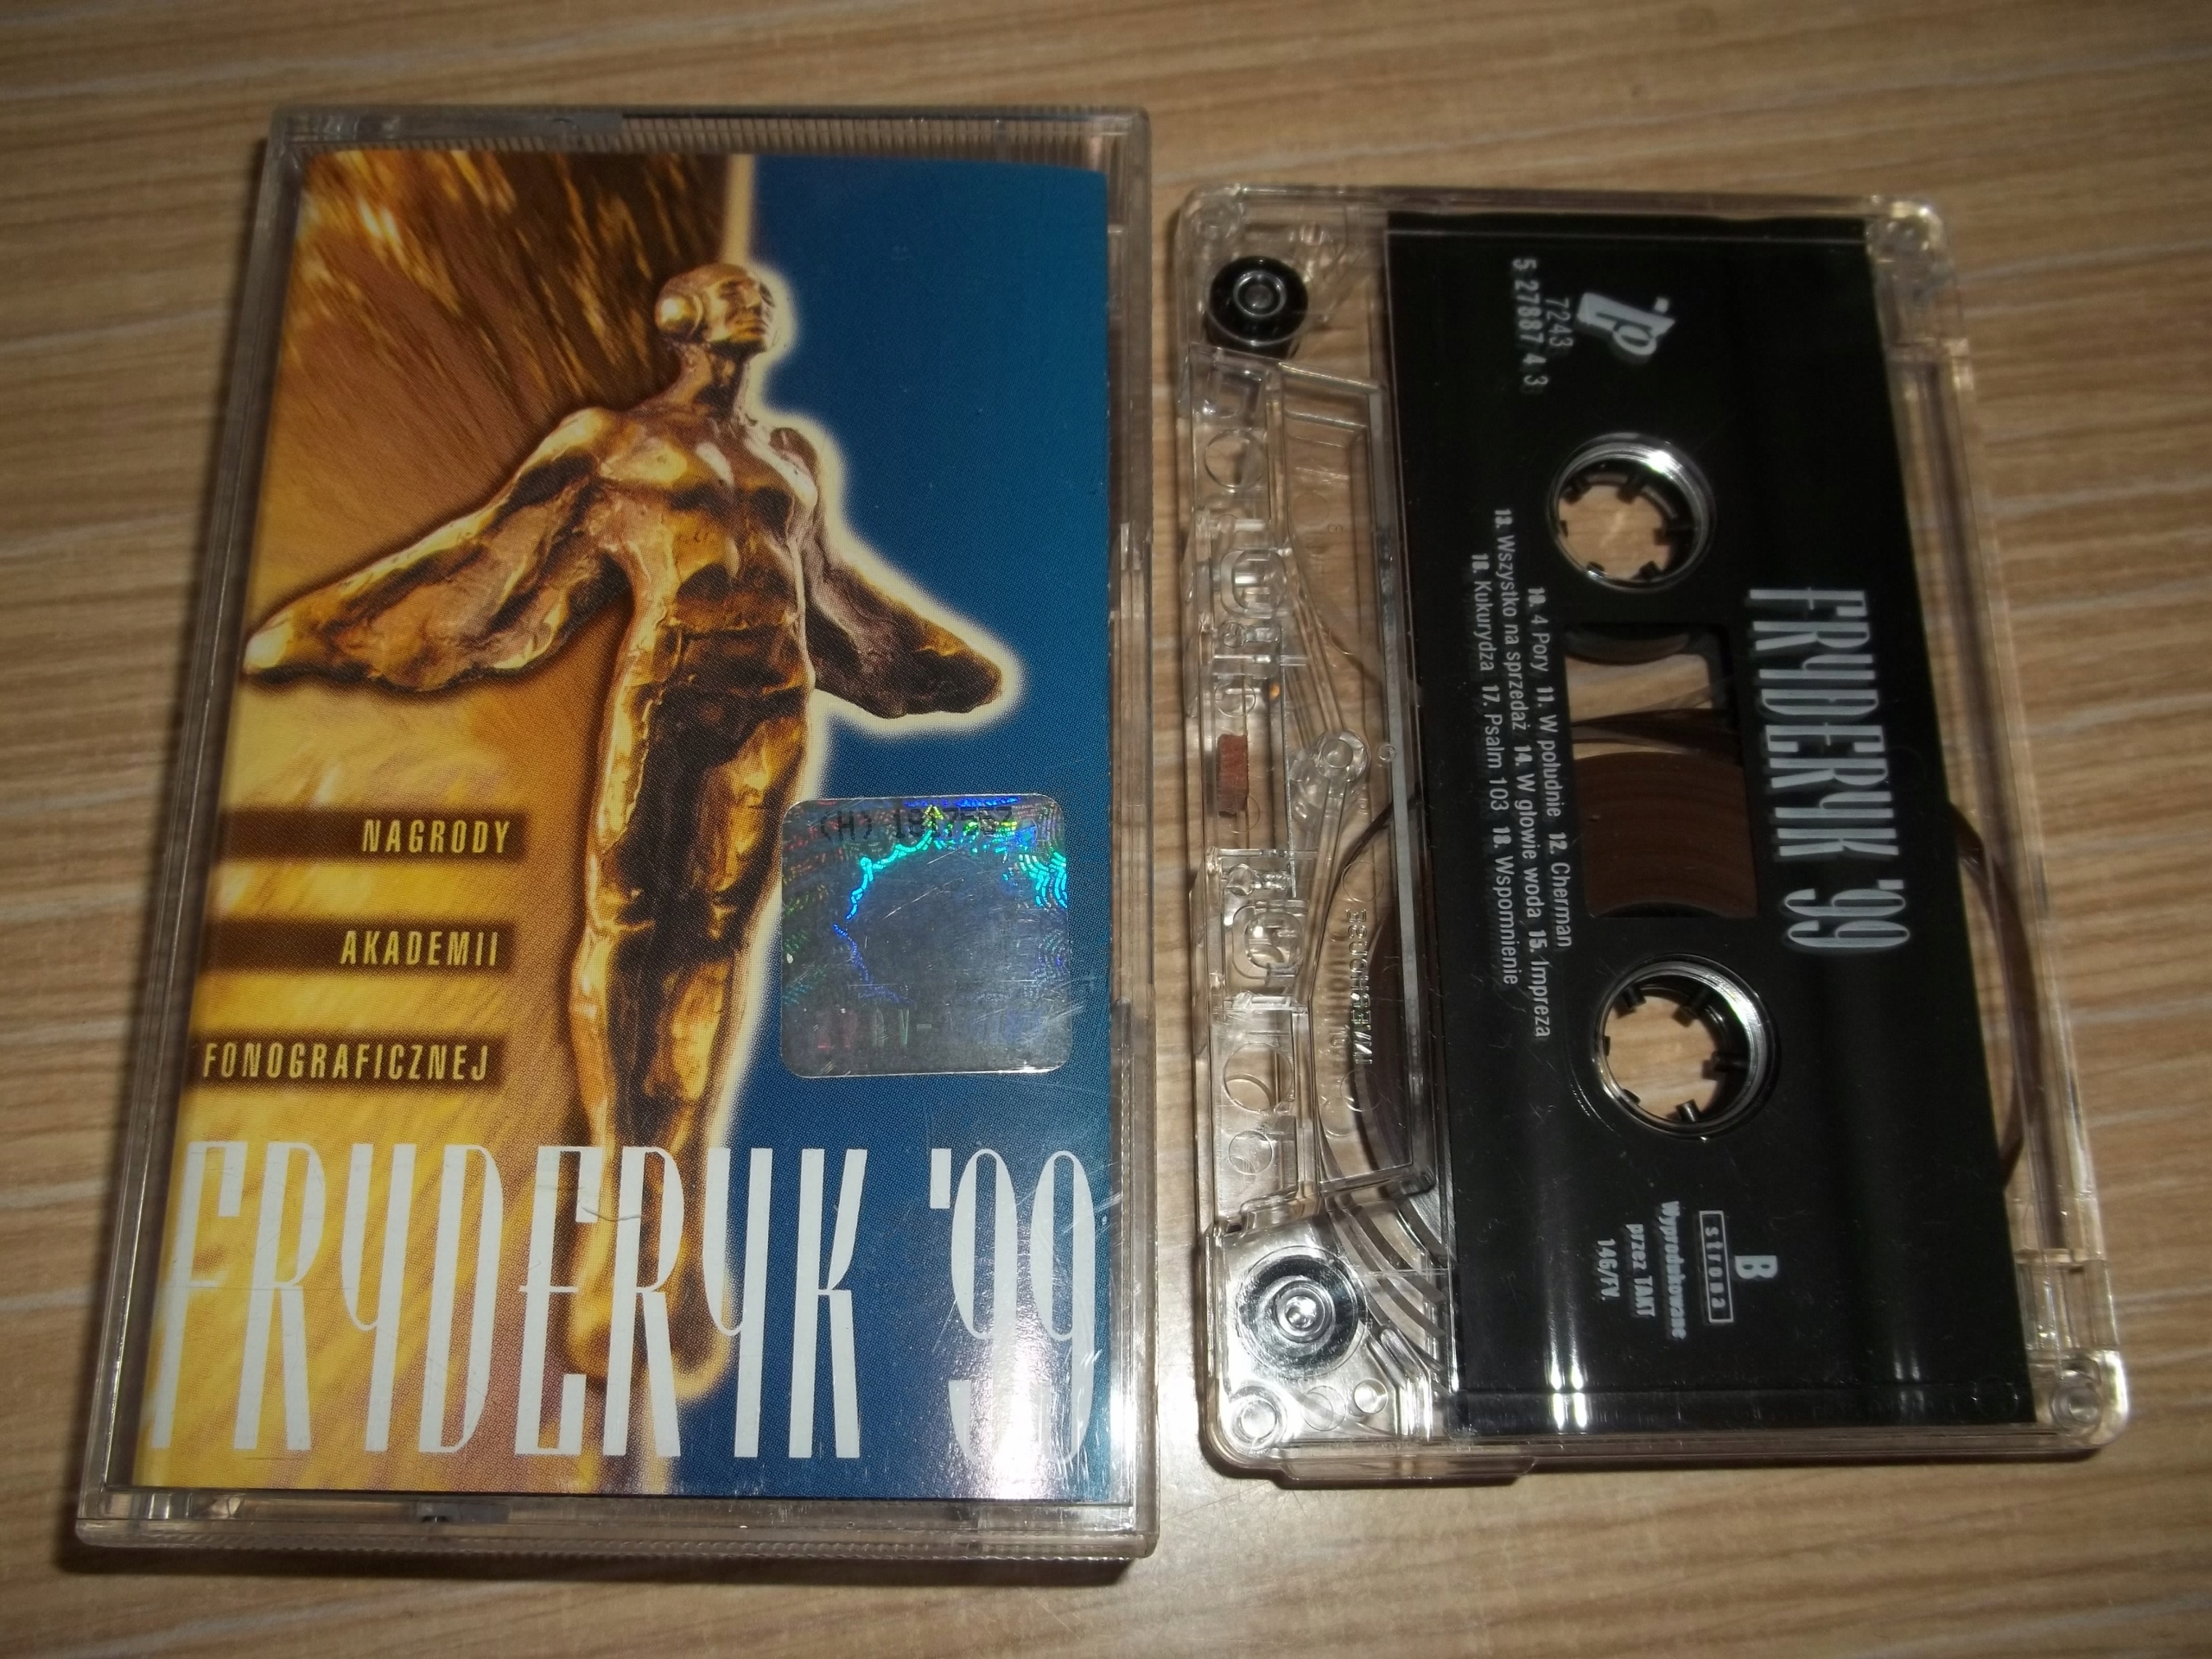 NAGRODY
AKADEMII
FONOGRAFICZNEJ
FRYDERYK '99
FRYDERYK '99
7243
5 27887 4 3
10. 4 Pory 11. W południe 12. Cherman
13. Wszystko na sprzedaż 14. W głowie woda 15. Impreza
16. Kukurydza 17. Psalm 103 18. Wspomnienie
B
strona
Wyprodukowane
przez TAKT
146/FV.